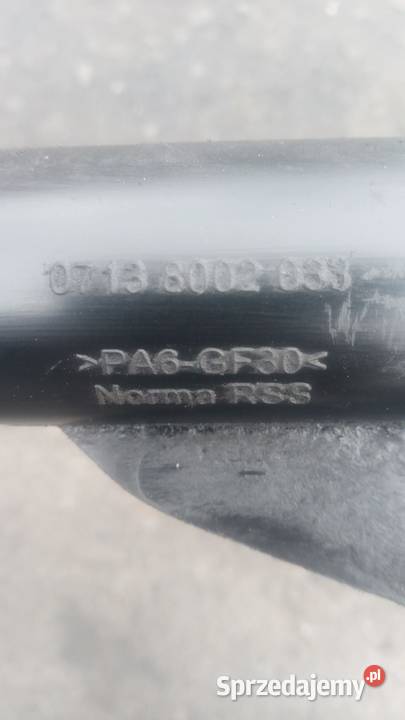 0713 8002 033
>PA6-GF30<
Norma RSS
Sprzedajemy.pl